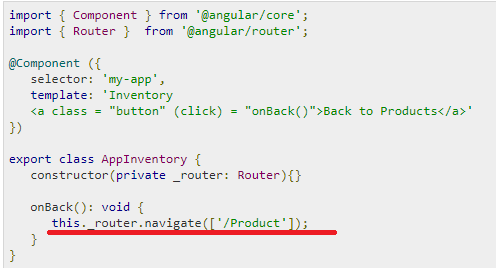 import { Component } from '@angular/core';
import { Router }  from '@angular/router';

@Component ({
   selector: 'my-app',
   template: 'Inventory
   <a class = "button" (click) = "onBack()">Back to Products</a>'
})

export class AppInventory {
   constructor(private _router: Router){}

   onBack(): void {
      this._router.navigate(['/Product']);
   }
}